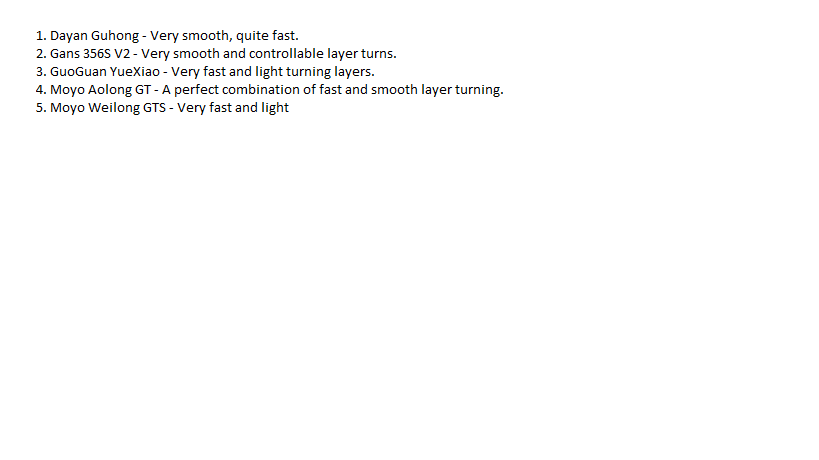 1. Dayan Guhong - Very smooth, quite fast.
2. Gans 356S V2 - Very smooth and controllable layer turns.
3. GuoGuan YueXiao - Very fast and light turning layers.
4. Moyo Aolong GT - A perfect combination of fast and smooth layer turning.
5. Moyo Weilong GTS - Very fast and light